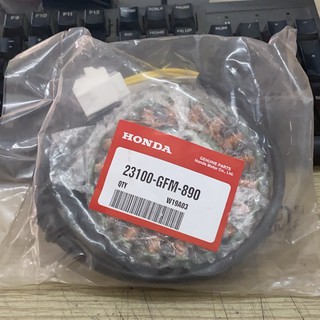 HONDA
GENUINE PARTS
Honda Motor Co., Ltd.
23100-GFM-890
QTY
W19A03